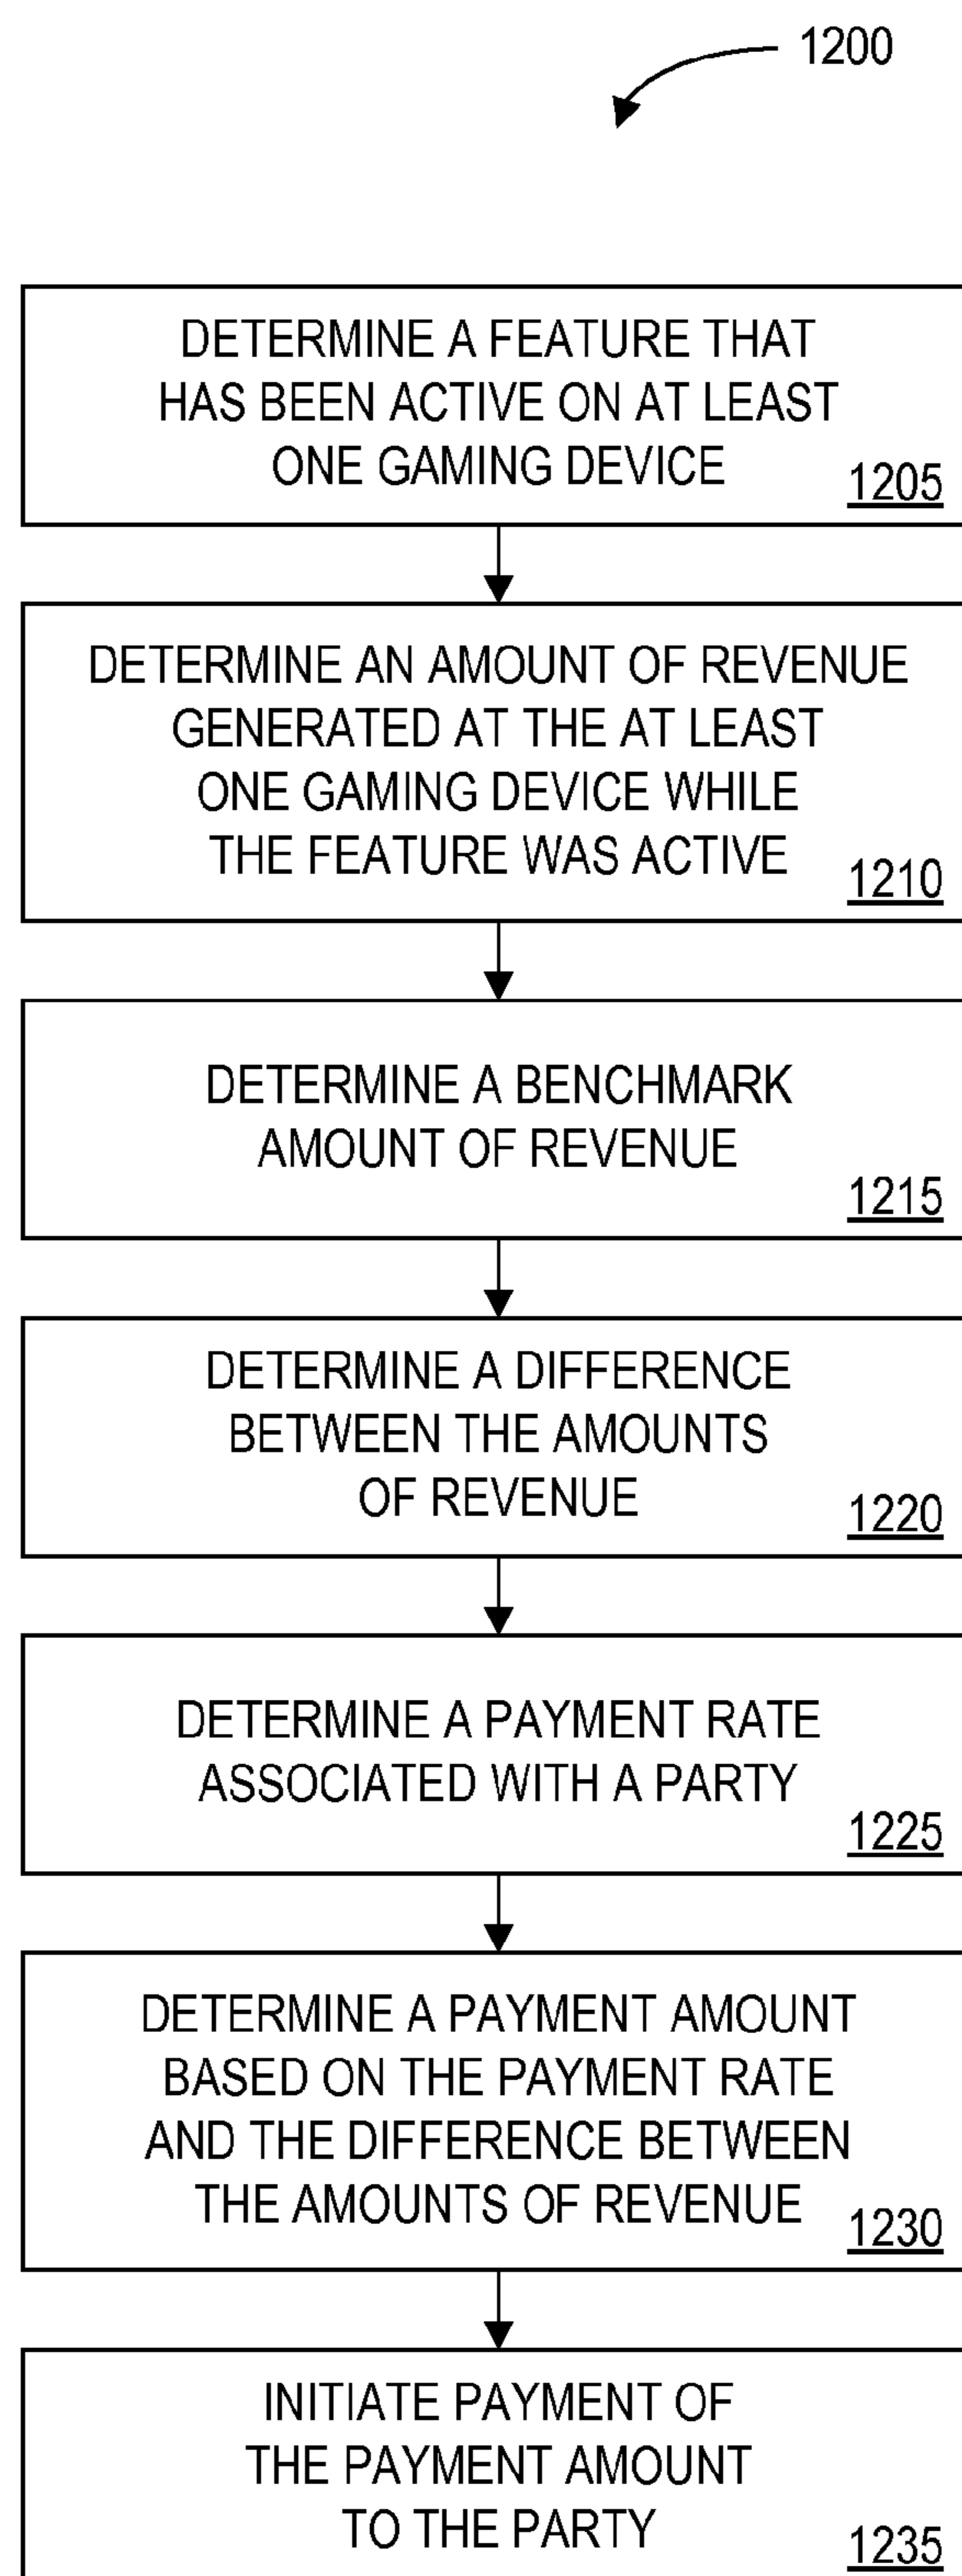 1200
DETERMINE A FEATURE THAT
HAS BEEN ACTIVE ON AT LEAST
ONE GAMING DEVICE
1205
DETERMINE AN AMOUNT OF REVENUE
GENERATED AT THE AT LEAST
ONE GAMING DEVICE WHILE
THE FEATURE WAS ACTIVE
1210
DETERMINE A BENCHMARK
AMOUNT OF REVENUE
1215
DETERMINE A DIFFERENCE
BETWEEN THE AMOUNTS
OF REVENUE
1220
DETERMINE A PAYMENT RATE
ASSOCIATED WITH A PARTY
1225
DETERMINE A PAYMENT AMOUNT
BASED ON THE PAYMENT RATE
AND THE DIFFERENCE BETWEEN
THE AMOUNTS OF REVENUE
1230
INITIATE PAYMENT OF
THE PAYMENT AMOUNT
TO THE PARTY
1235